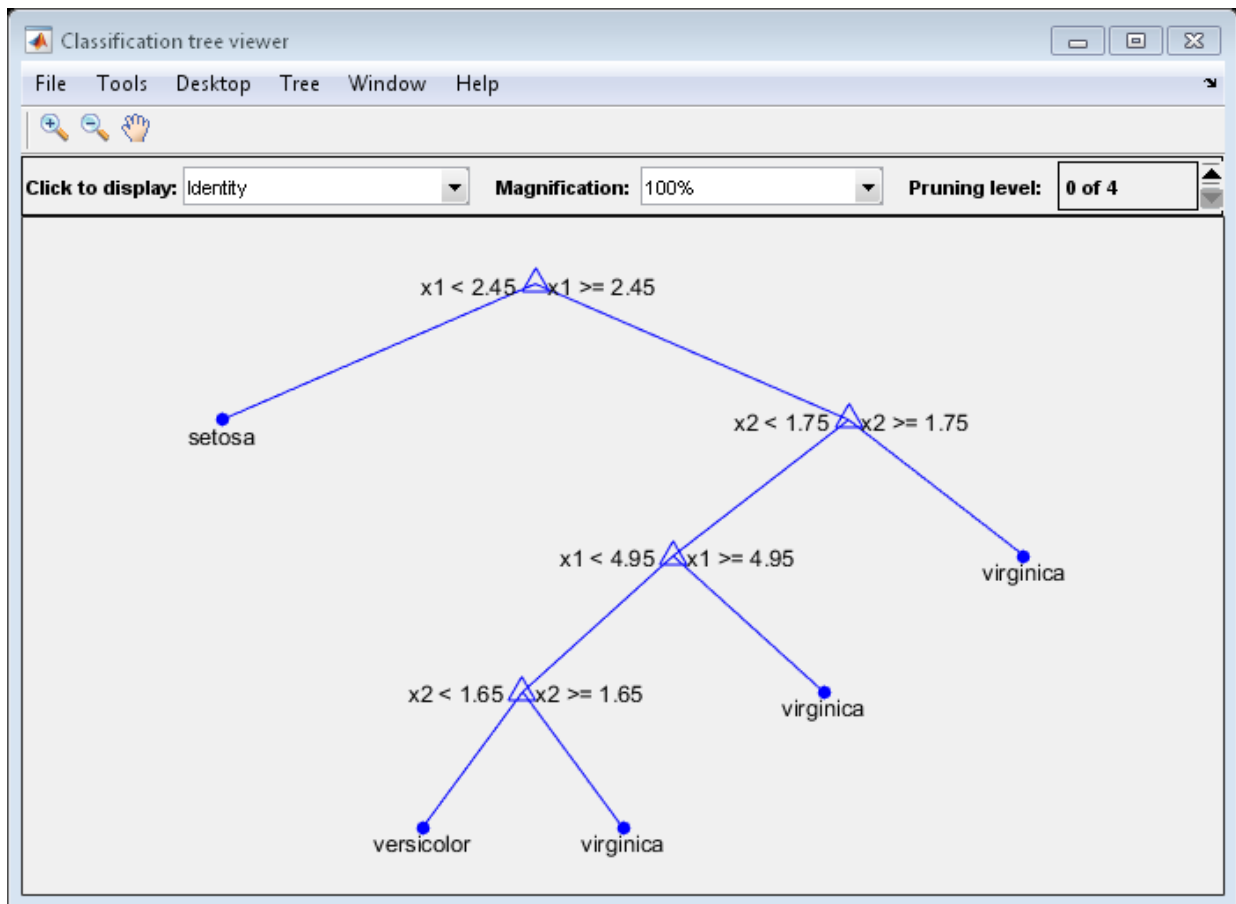 Classification tree viewer
File Tools Desktop Tree Window Help
Click to display: Identity Magnification: 100% Pruning level: 0 of 4
x1 < 2.45 x1 >= 2.45
setosa
x2 < 1.75 x2 >= 1.75
x1 < 4.95 x1 >= 4.95
virginica
x2 < 1.65 x2 >= 1.65
virginica
versicolor virginica